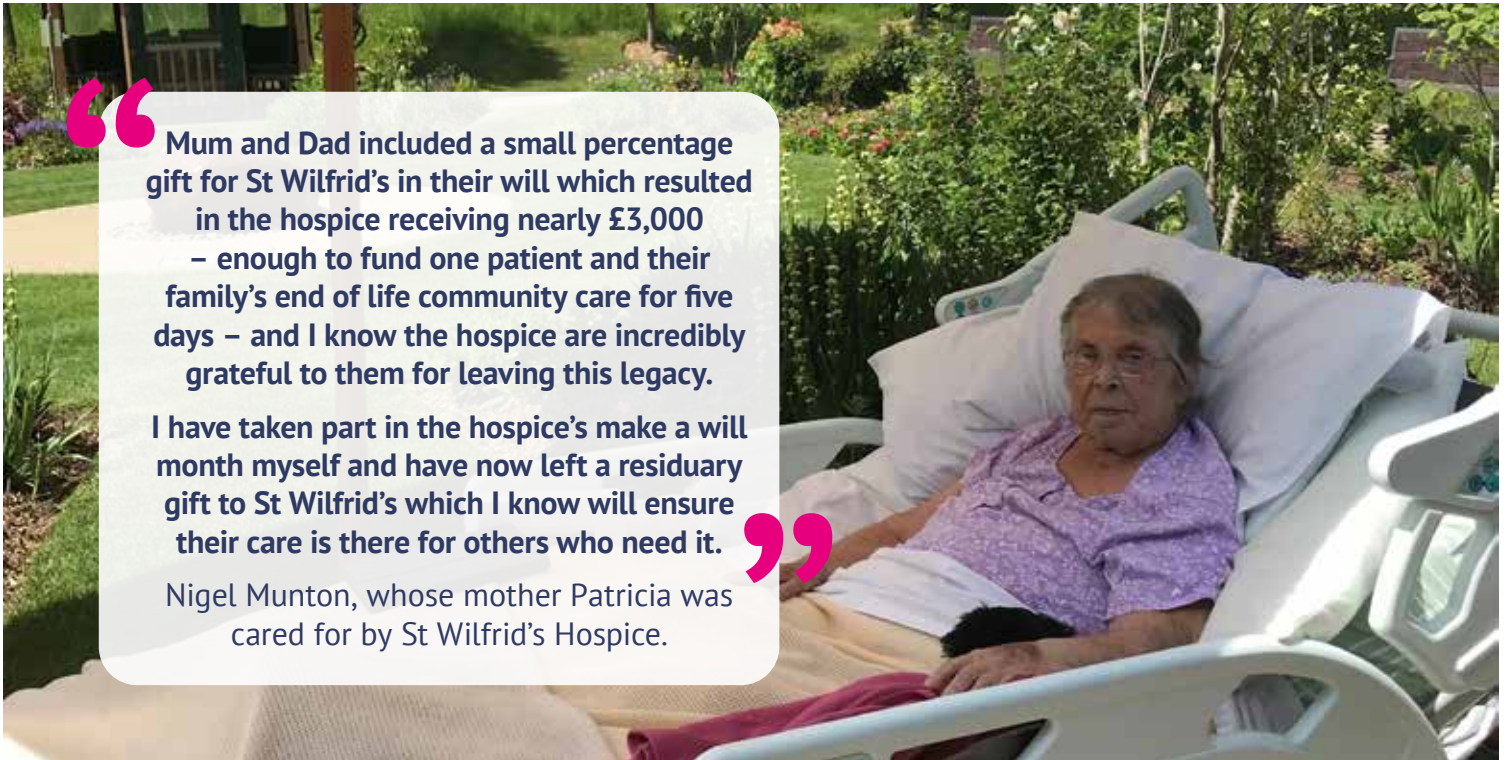 “
Mum and Dad included a small percentage
gift for St Wilfrid’s in their will which resulted
in the hospice receiving nearly £3,000
– enough to fund one patient and their
family’s end of life community care for five
days – and I know the hospice are incredibly
grateful to them for leaving this legacy.
I have taken part in the hospice’s make a will
month myself and have now left a residuary
gift to St Wilfrid’s which I know will ensure
their care is there for others who need it. ”
Nigel Munton, whose mother Patricia was
cared for by St Wilfrid’s Hospice.